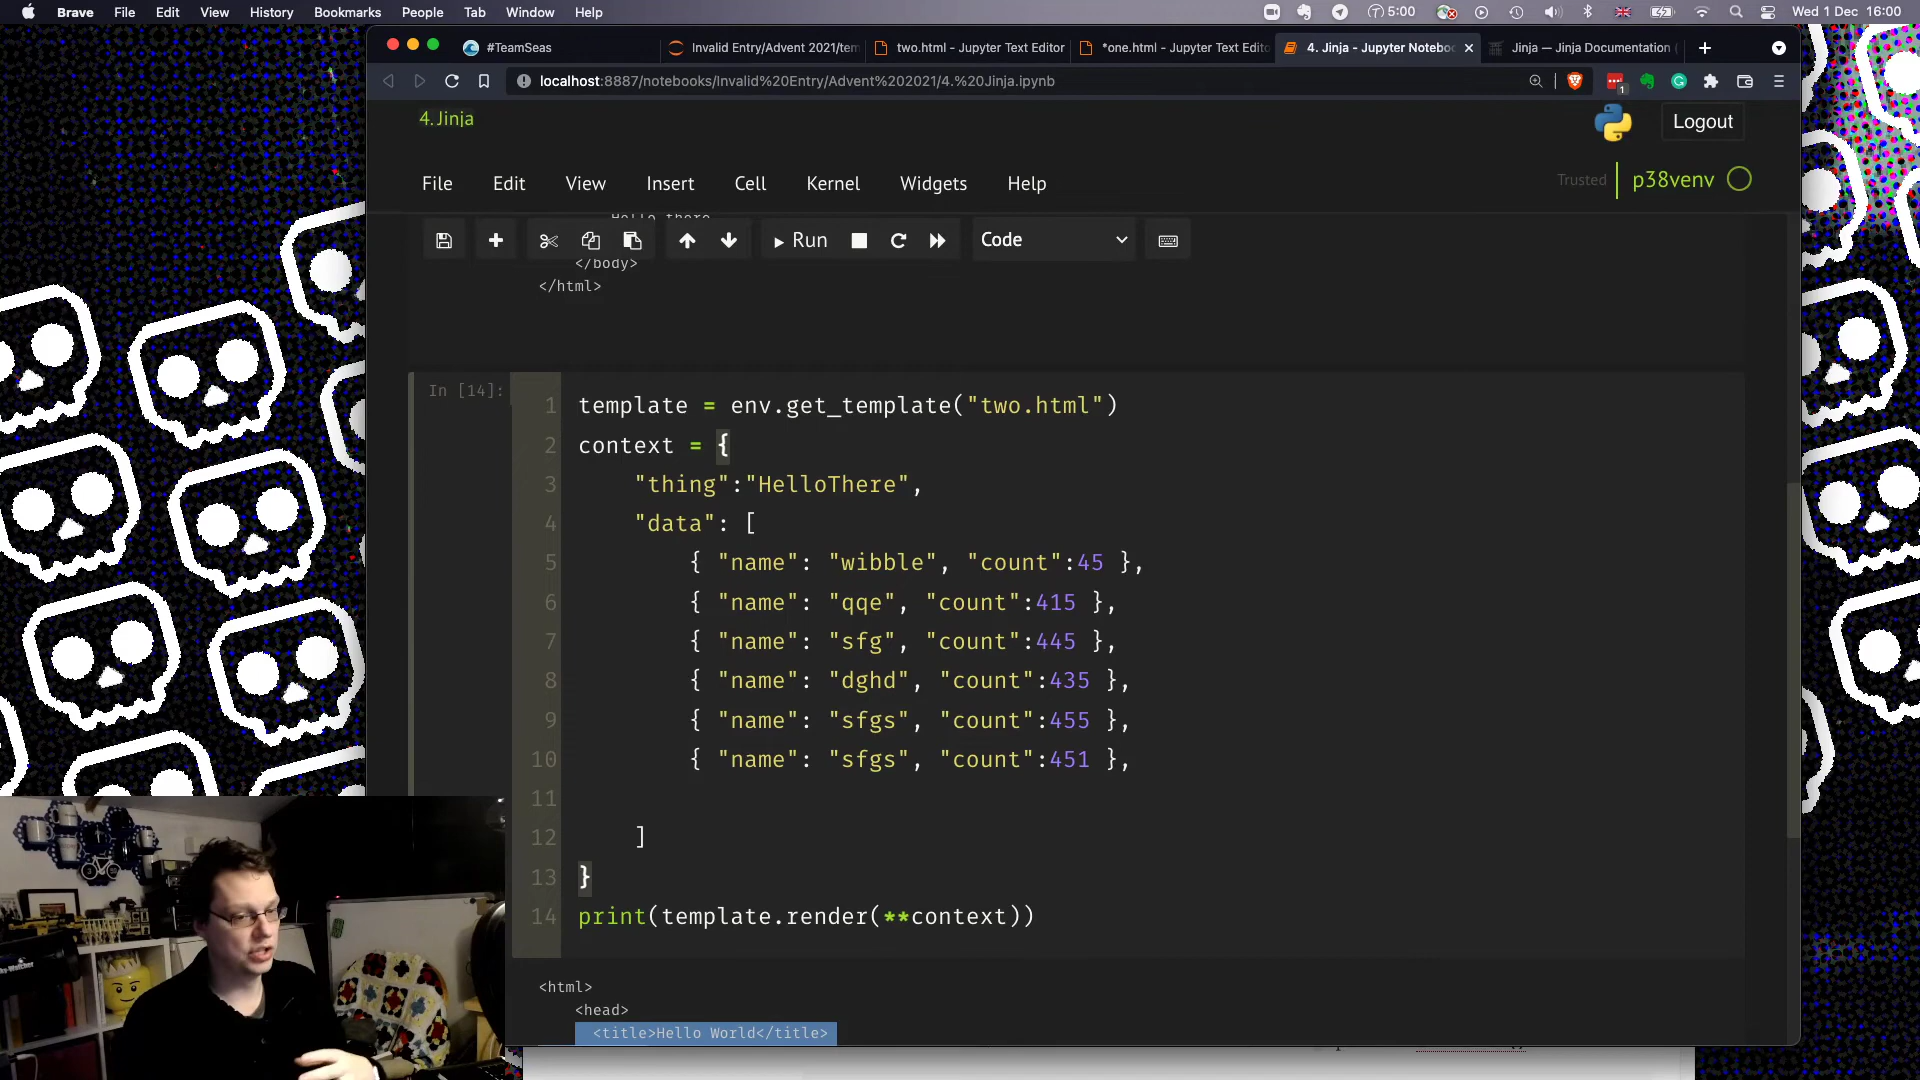 Brave File Edit View History Bookmarks People Tab Window Help 5:00 Wed 1 Dec 16:00
#TeamSeas Invalid Entry/Advent 2021/tem two.html - Jupyter Text Editor *one.html - Jupyter Text Edito 4. Jinja - Jupyter Notebo Jinja — Jinja Documentation (
localhost:8887/notebooks/Invalid%20Entry/Advent%202021/4.%20Jinja.ipynb 1
4. Jinja
Logout
File Edit View Insert Cell Kernel Widgets Help Trusted p38venv
Hello there
Run Code
</body>
</html>
In [14]:
1 template = env.get_template("two.html")
2 context = {
3 "thing":"HelloThere",
4 "data": [
5 { "name": "wibble", "count":45 },
6 { "name": "qqe", "count":415 },
7 { "name": "sfg", "count":445 },
8 { "name": "dghd", "count":435 },
9 { "name": "sfgs", "count":455 },
10 { "name": "sfgs", "count":451 },
11
12 ]
13 }
14 print(template.render(**context))
<html>
<head>
<title>Hello World</title>